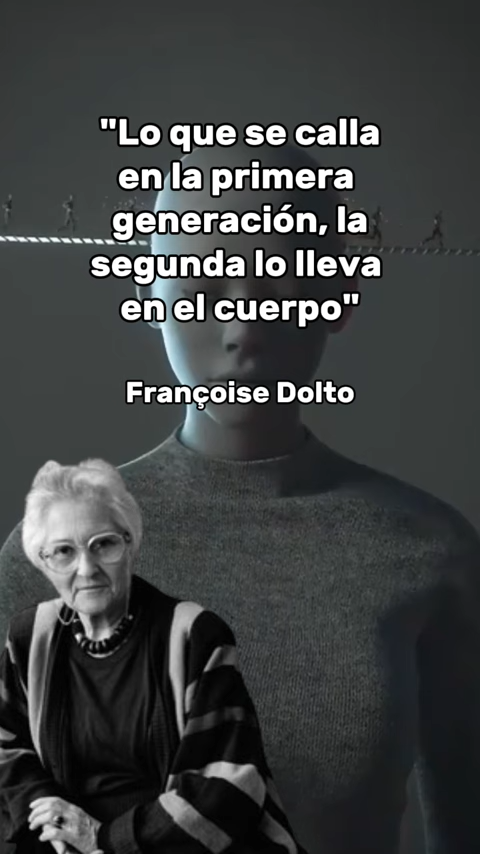 "Lo que se calla
en la primera
generación, la
segunda lo lleva
en el cuerpo"
Françoise Dolto